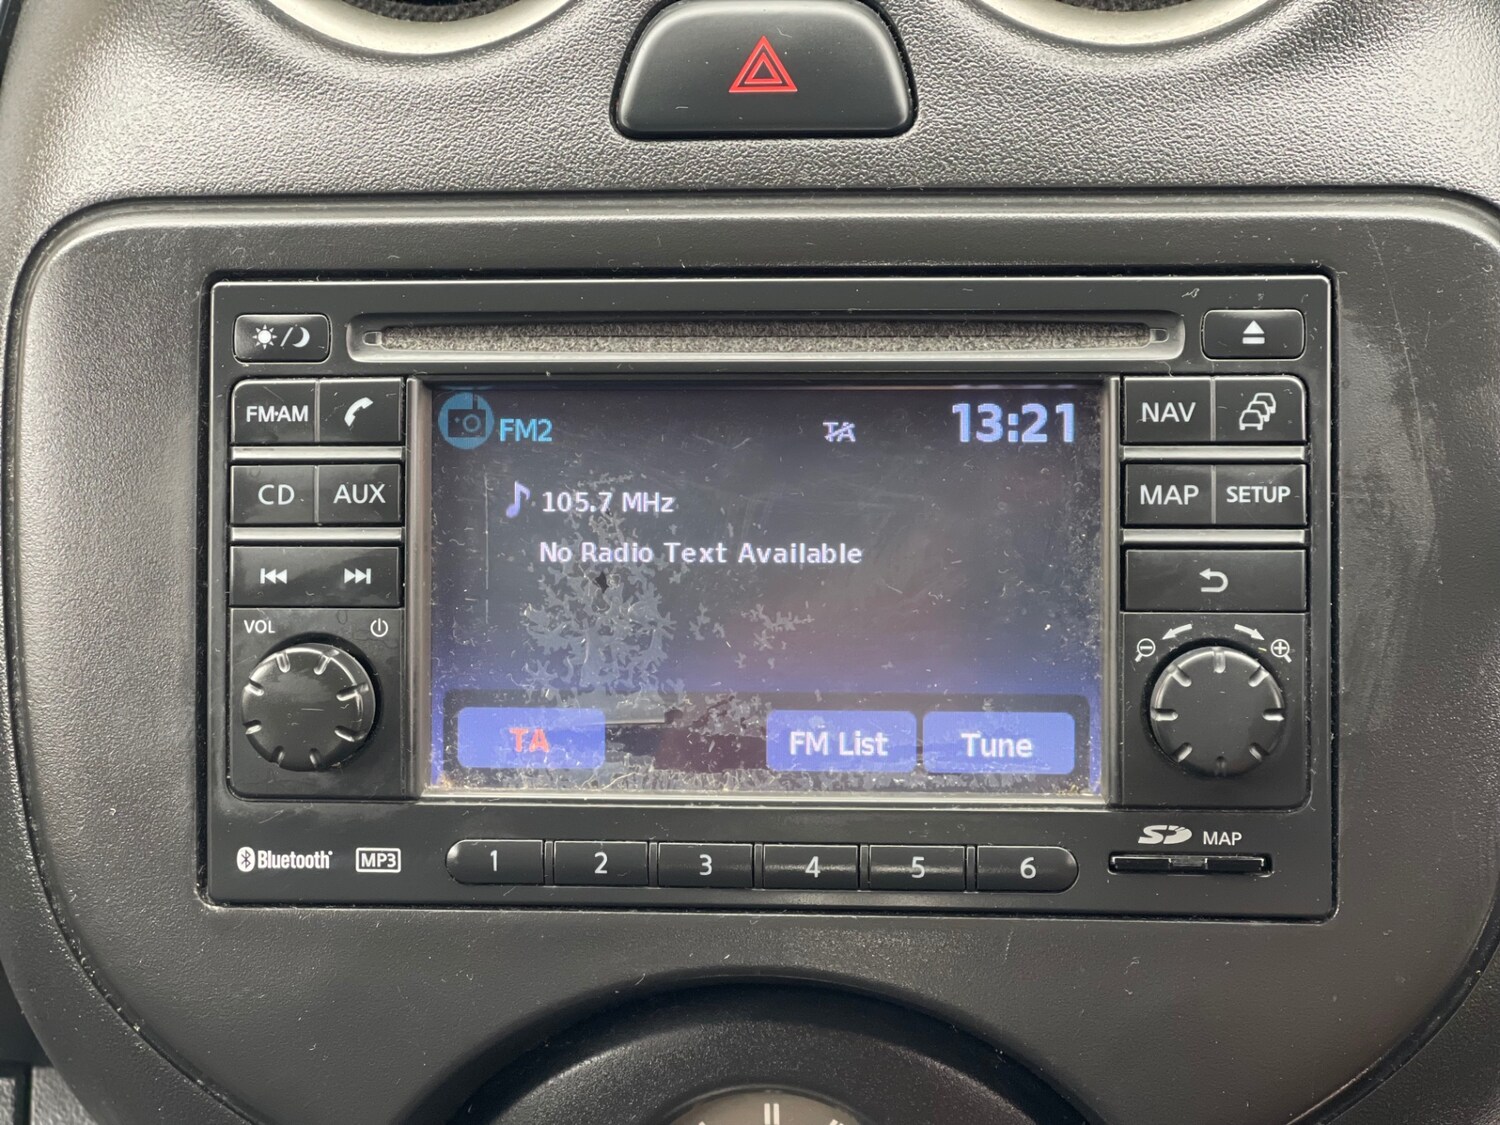 FM·AM
CD AUX
VOL
FM2 TA 13:21
105.7 MHz
No Radio Text Available
TA FM List Tune
NAV
MAP SETUP
Bluetooth MP3
1 2 3 4 5 6
SD MAP